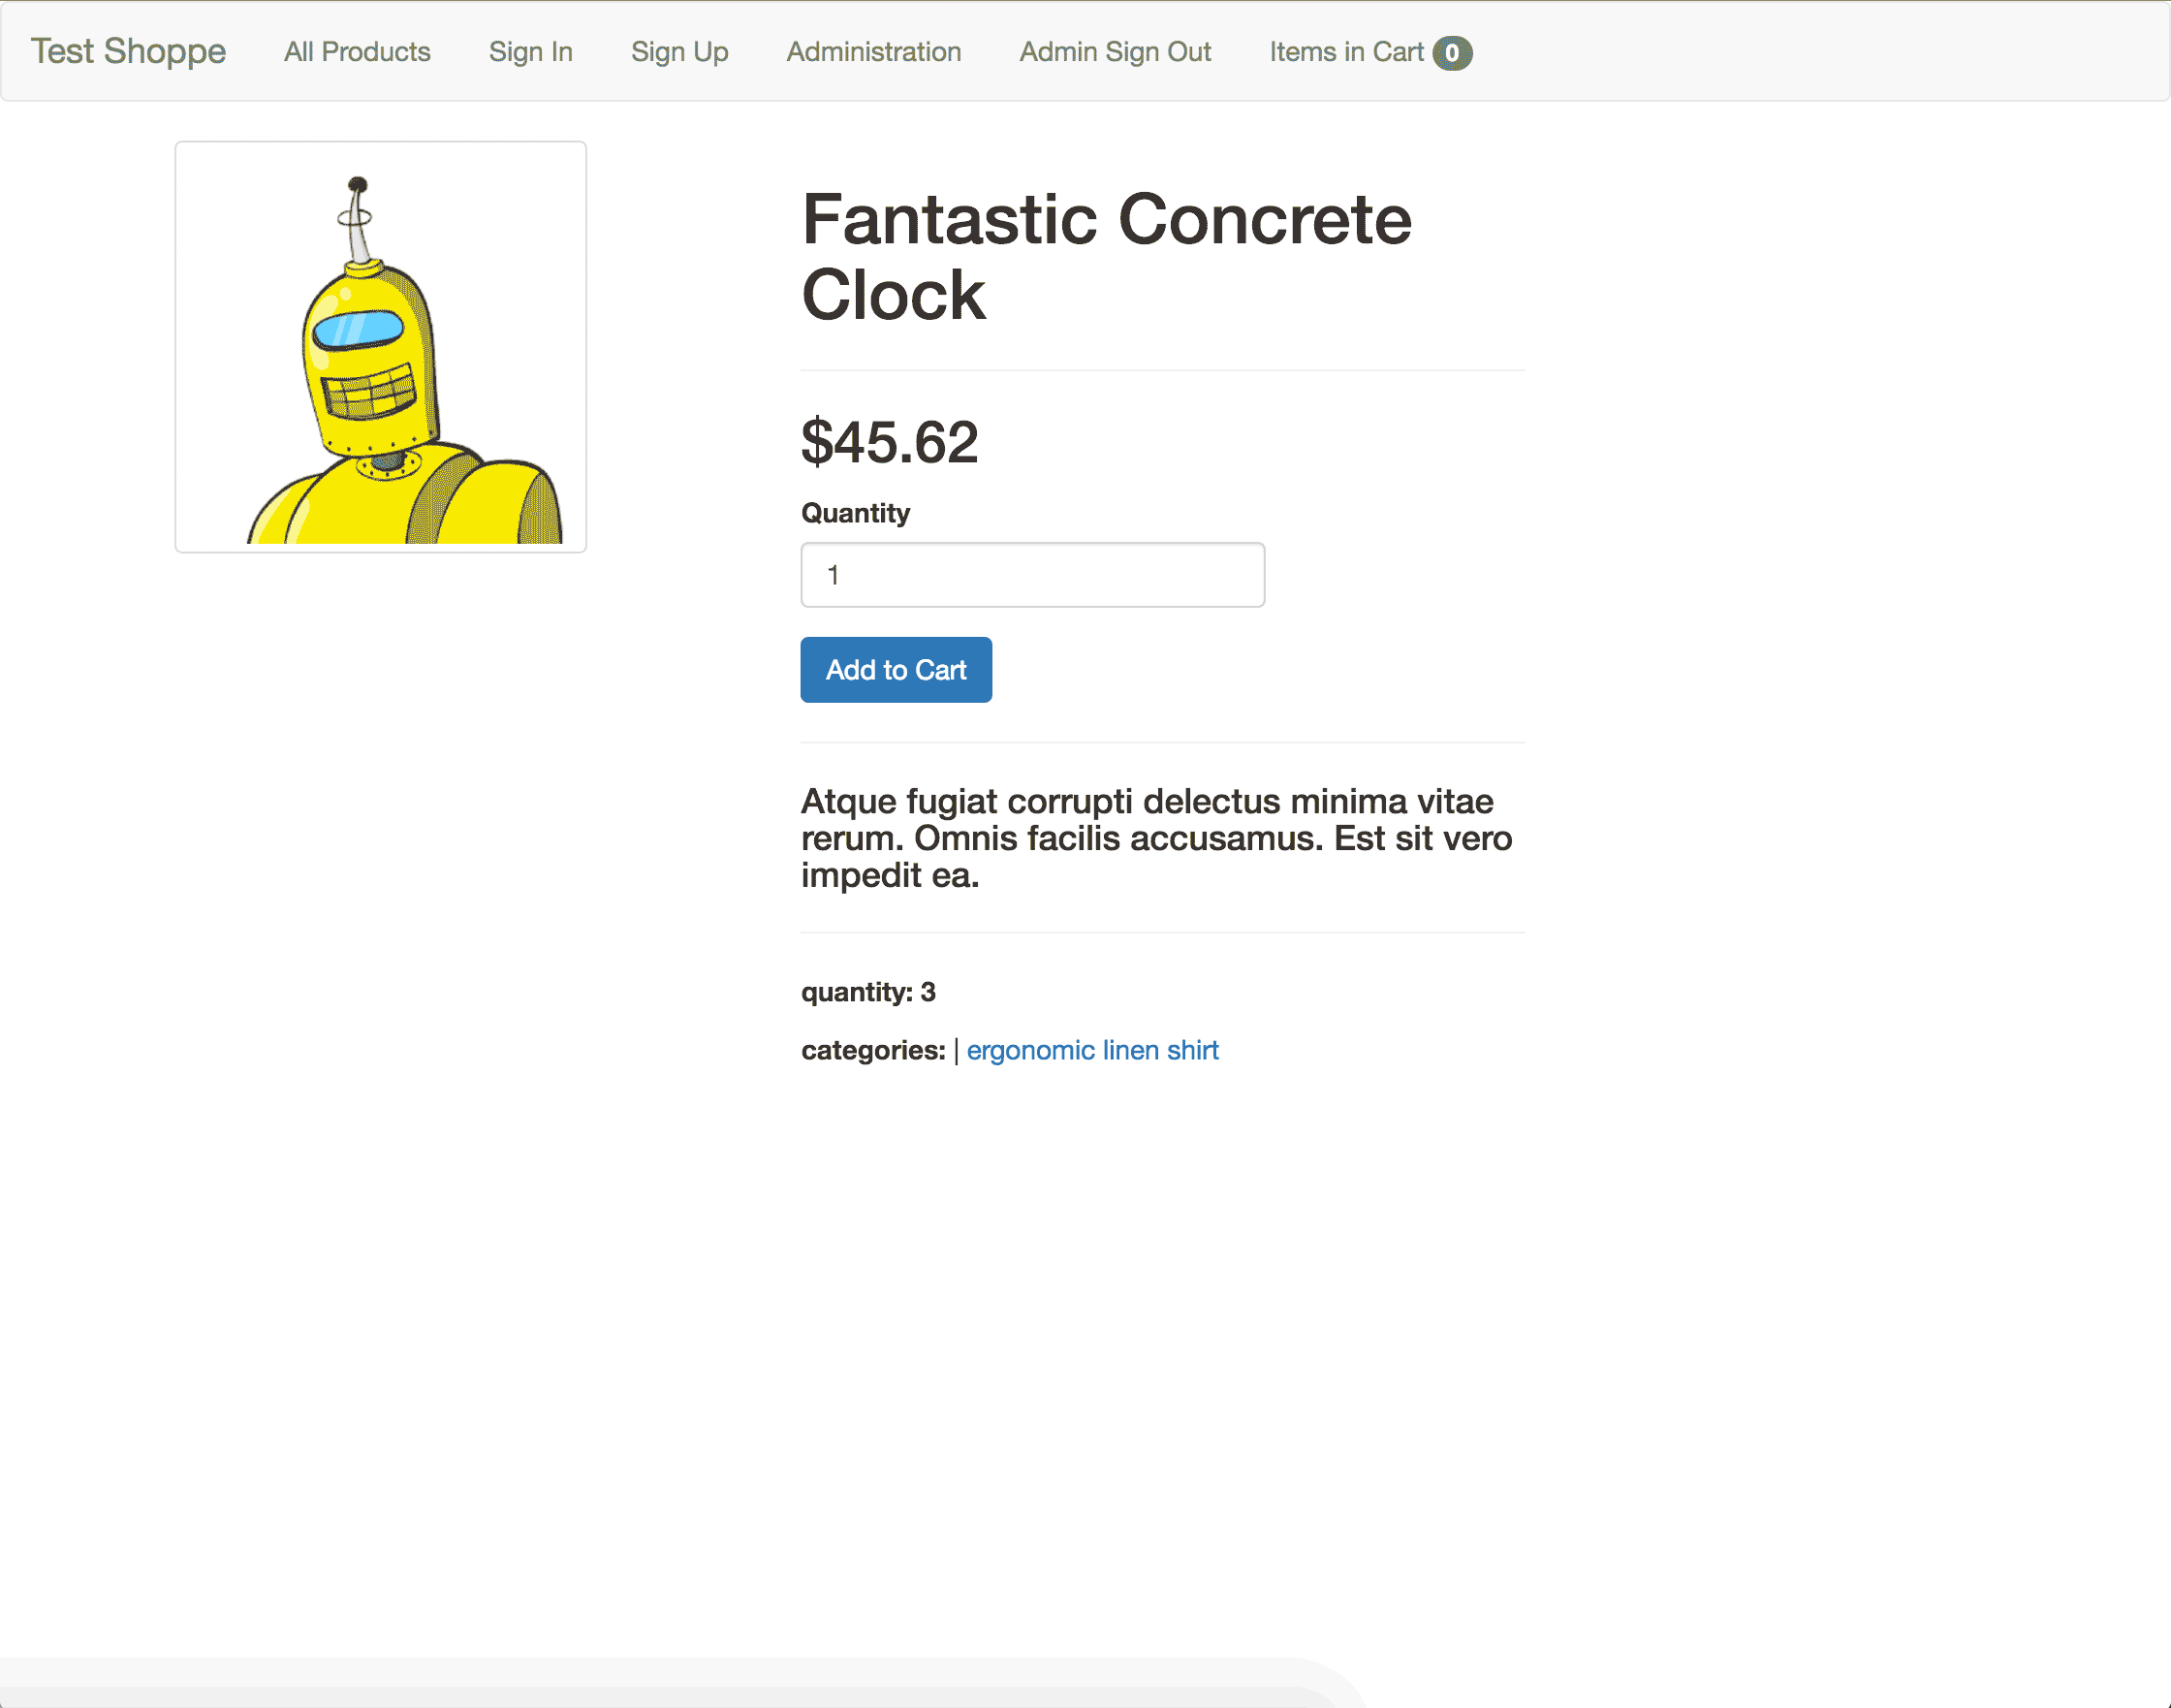 Test Shoppe All Products Sign In Sign Up Administration Admin Sign Out Items in Cart 0
Fantastic Concrete
Clock
$45.62
Quantity
1
Add to Cart
Atque fugiat corrupti delectus minima vitae
rerum. Omnis facilis accusamus. Est sit vero
impedit ea.
quantity: 3
categories: | ergonomic linen shirt